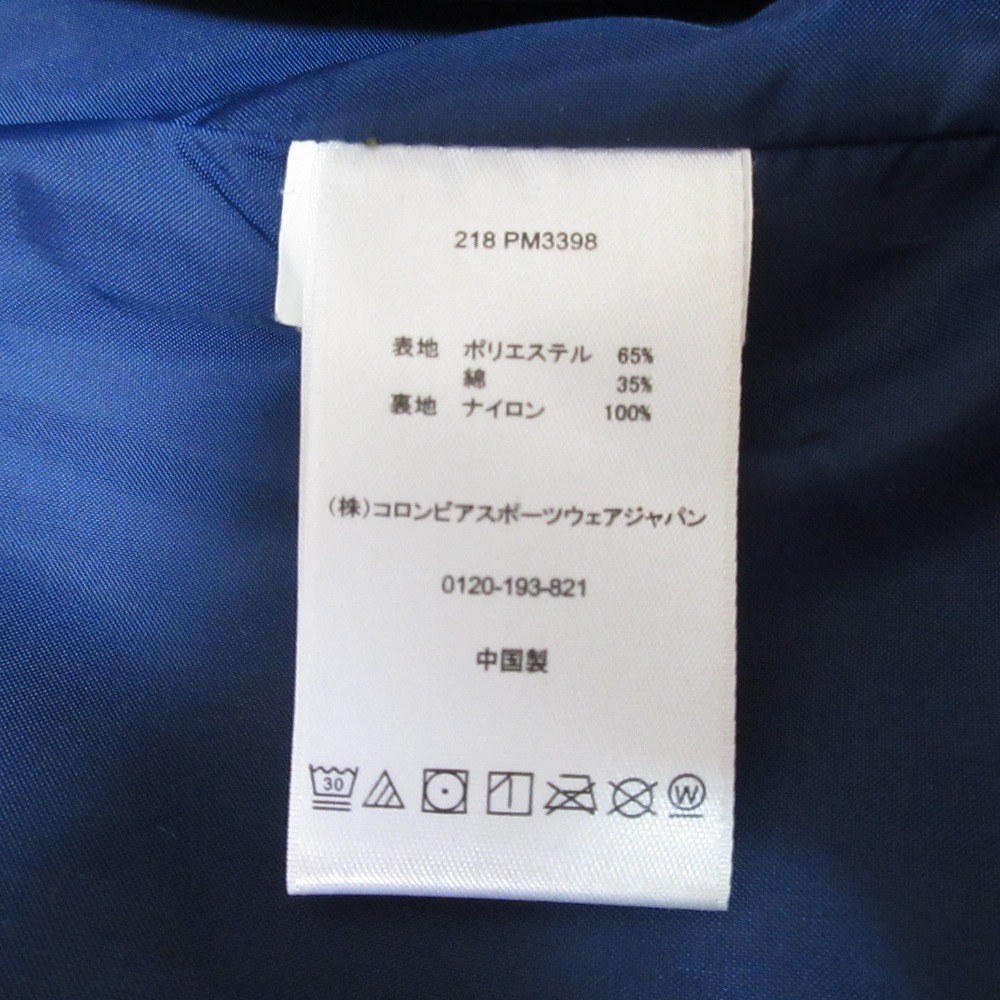 218 PM3398
表地 ポリエステル 65%
綿 35%
裏地 ナイロン 100%
(株)コロンビアスポーツウェアジャパン
0120-193-821
中国製
30 W